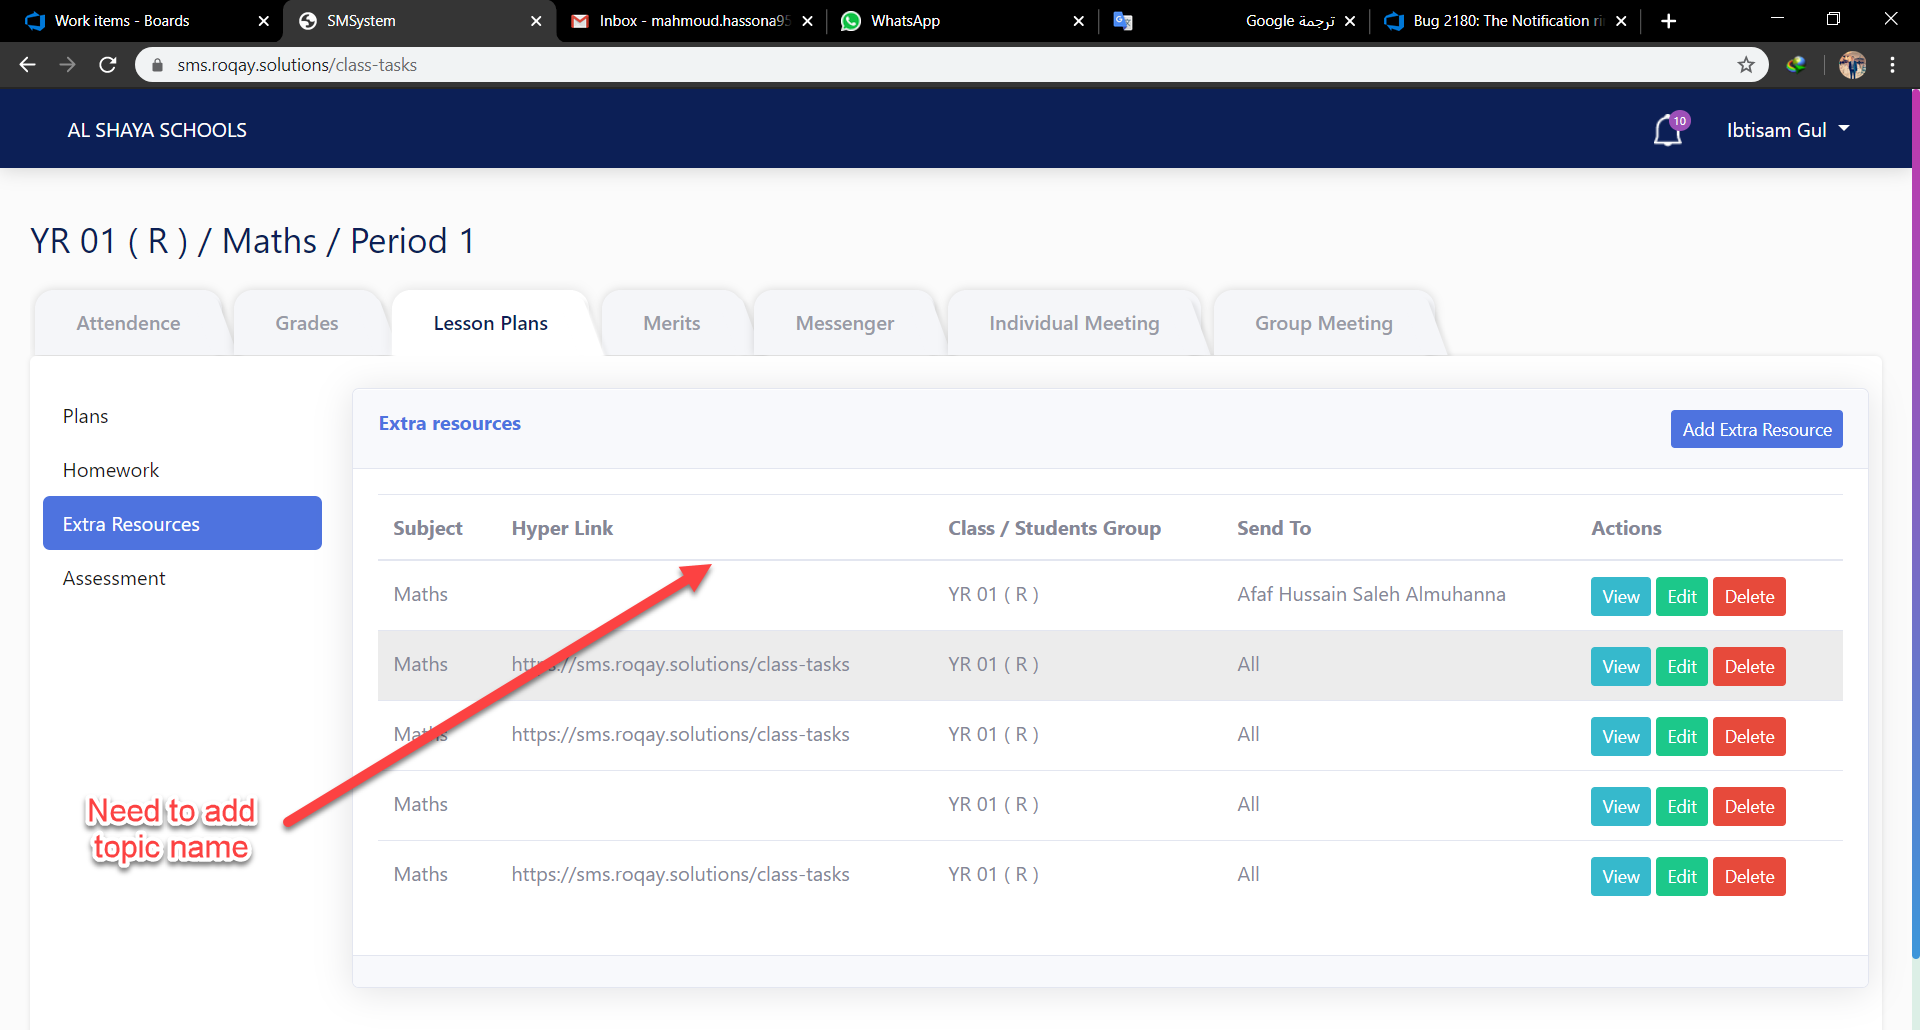 Work items - Boards
SMSystem
Inbox - mahmoud.hassona95
WhatsApp
ترجمة Google
Bug 2180: The Notification ri
sms.roqay.solutions/class-tasks
AL SHAYA SCHOOLS
10
Ibtisam Gul
YR 01 ( R ) / Maths / Period 1
Attendence
Grades
Lesson Plans
Merits
Messenger
Individual Meeting
Group Meeting
Plans
Homework
Extra Resources
Assessment
Extra resources
Add Extra Resource
Subject Hyper Link Class / Students Group Send To Actions
Maths YR 01 ( R ) Afaf Hussain Saleh Almuhanna View Edit Delete
Maths https://sms.roqay.solutions/class-tasks YR 01 ( R ) All View Edit Delete
Maths https://sms.roqay.solutions/class-tasks YR 01 ( R ) All View Edit Delete
Maths YR 01 ( R ) All View Edit Delete
Maths https://sms.roqay.solutions/class-tasks YR 01 ( R ) All View Edit Delete
Need to add
topic name